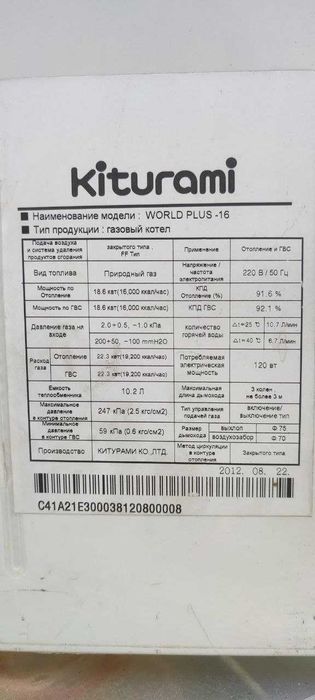 Kiturami
■ Наименование модели : WORLD PLUS -16
■ Тип продукции : газовый котел
Подача воздуха и система удаления продуктов сгорания закрытого типа FF Тип Применение Отопление и ГВС
Вид топлива Природный газ Напряжение / частота электропитания 220 В / 50 Гц
Мощность по Отопление 18.6 квт(16,000 ккал/час) КПД Отопление (%) 91.6 %
Мощность по ГВС 18.6 квт(16,000 ккал/час) КПД ГВС 92.1 %
Давление газа на входе 2.0+0.5, -1.0 кПа количество горячей воды △t=25 ℃ 10.7 Л/мин
200+50, -100 mmH2O △t=40 ℃ 6.7 Л/мин
Расход газа Отопление 22.3 квт(19,200 ккал/час) Потребляемая электрическая мощность 120 вт
ГВС 22.3 квт(19,200 ккал/час)
Емкость теплообменника 10.2 Л Максимальная длина дымохода 3 колен, не более 3 м
Максимальное давление в контуре отопления 247 кПа (2.5 кгс/см2) Тип управления подачей газа включение/ выключение тип
Минимальное давление в контуре ГВС 59 кПа (0.6 кгс/см2) Размер дымохода выхлоп Ф 75
воздухозабор Ф 70
Производство КИТУРАМИ КО.,ЛТД. Метод циркуляции в контуре отопления Закрытого типа
2012. 08. 22.
C41A21E300038120800008